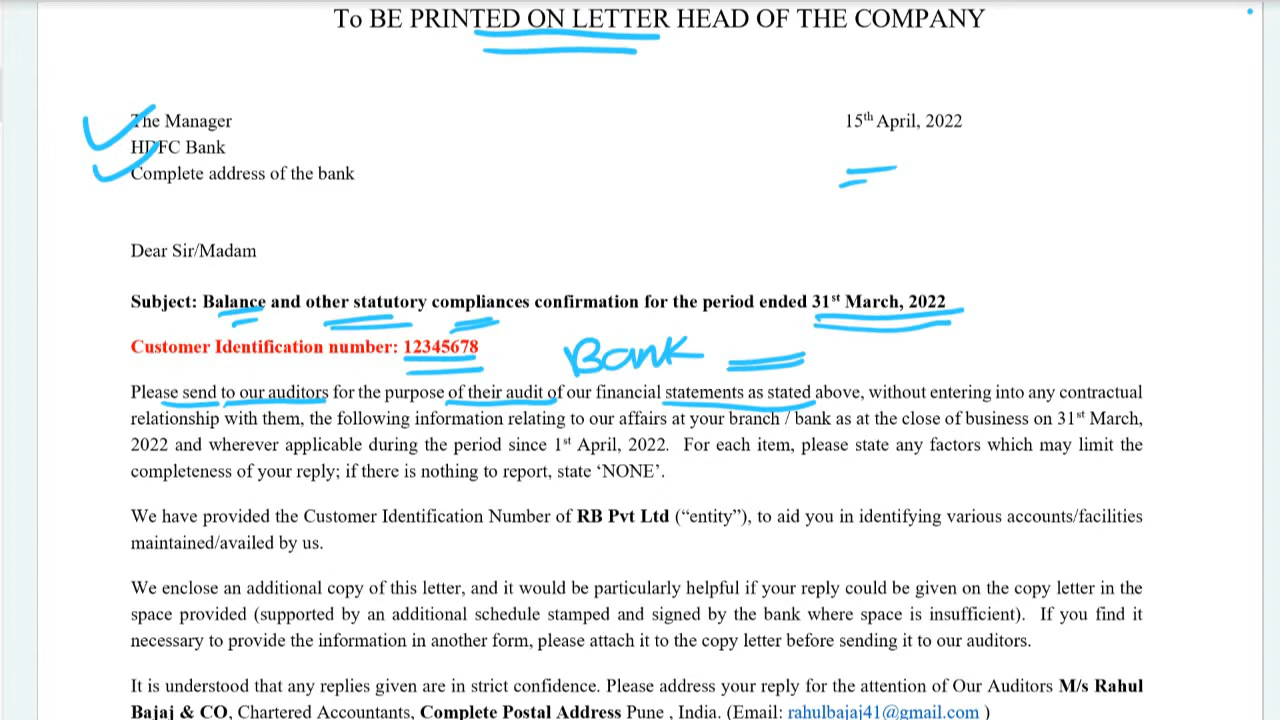 To BE PRINTED ON LETTER HEAD OF THE COMPANY
The Manager
15th April, 2022
HDFC Bank
Complete address of the bank
Dear Sir/Madam
Subject: Balance and other statutory compliances confirmation for the period ended 31st March, 2022
Customer Identification number: 12345678
Bank
Please send to our auditors for the purpose of their audit of our financial statements as stated above, without entering into any contractual
relationship with them, the following information relating to our affairs at your branch / bank as at the close of business on 31st March,
2022 and wherever applicable during the period since 1st April, 2022. For each item, please state any factors which may limit the
completeness of your reply; if there is nothing to report, state ‘NONE’.
We have provided the Customer Identification Number of RB Pvt Ltd (“entity”), to aid you in identifying various accounts/facilities
maintained/availed by us.
We enclose an additional copy of this letter, and it would be particularly helpful if your reply could be given on the copy letter in the
space provided (supported by an additional schedule stamped and signed by the bank where space is insufficient). If you find it
necessary to provide the information in another form, please attach it to the copy letter before sending it to our auditors.
It is understood that any replies given are in strict confidence. Please address your reply for the attention of Our Auditors M/s Rahul
Bajaj & CO, Chartered Accountants, Complete Postal Address Pune , India. (Email: rahulbajaj41@gmail.com )